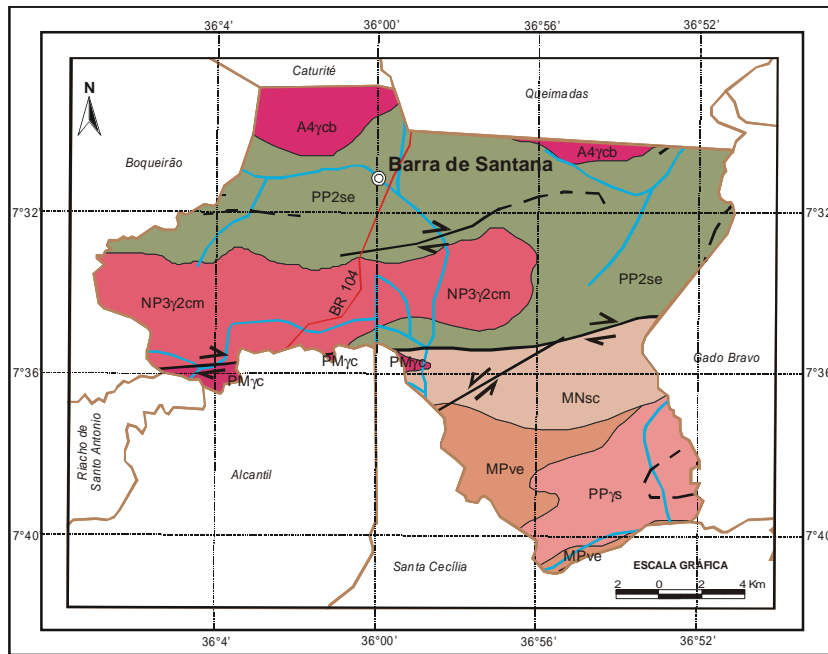 36°4'
36°00'
36°56'
36°52'
Caturité
Queimadas
N
A4γcb
A4γcb
Boqueirão
Barra de Santana
PP2se
7°32'
7°32'
PP2se
NP3γ2cm
BR 104
NP3γ2cm
PMγc
PMγc
PMγc
Gado Bravo
7°36'
7°36'
MNsc
Riacho de
Santo Antonio
Alcantil
MPve
PPγs
7°40'
7°40'
MPve
Santa Cecília
ESCALA GRÁFICA
2 0 2 4 Km
36°4'
36°00'
36°56'
36°52'